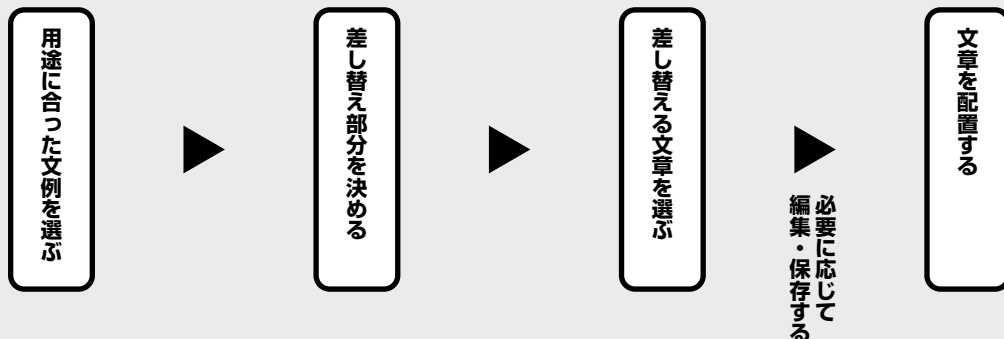 用途に合った文例を選ぶ
差し替え部分を決める
差し替える文章を選ぶ
必要に応じて
編集・保存する
文章を配置する